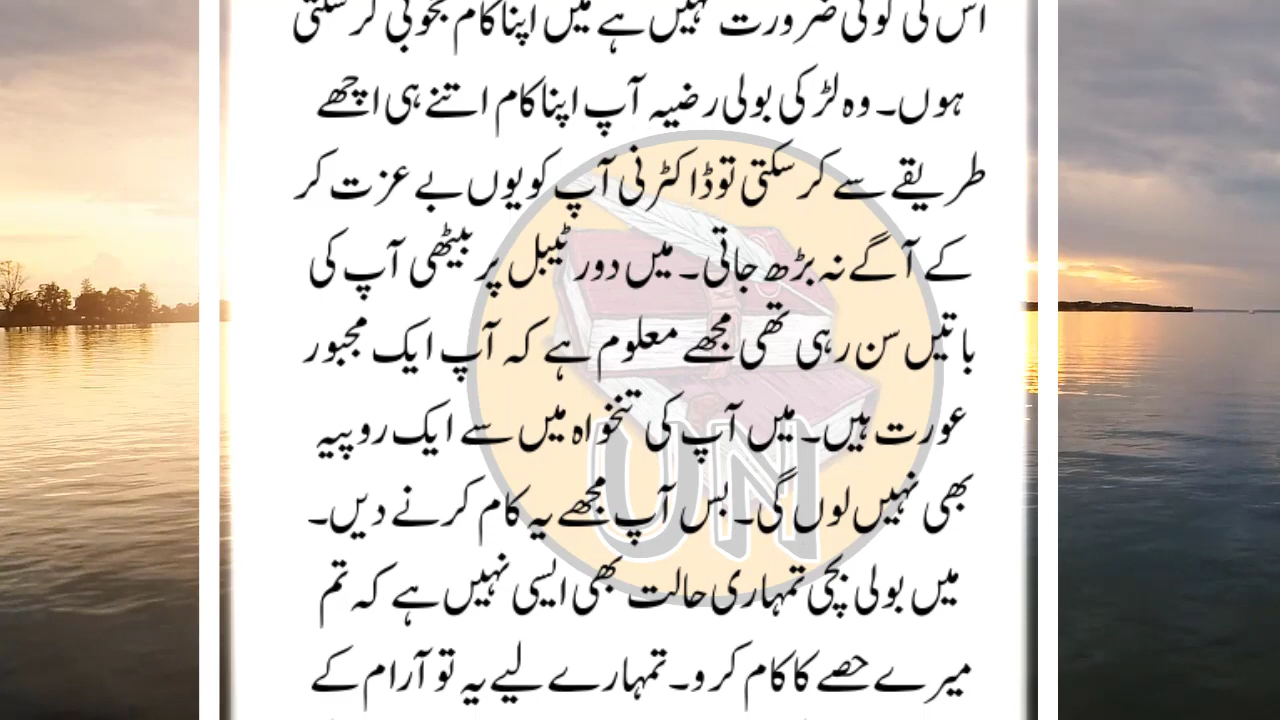 اس کی کوئی ضرورت نہیں ہے میں اپنا کام بخوبی کر سکتی
ہوں۔ وہ لڑکی بولی رضیہ آپ اپنا کام اتنے ہی اچھے
طریقے سے کر سکتی تو ڈاکٹرنی آپ کو یوں بے عزت کر
کے آگے نہ بڑھ جاتی۔ میں دور ٹیبل پر بیٹھی آپ کی
باتیں سن رہی تھی مجھے معلوم ہے کہ آپ ایک مجبور
عورت ہیں۔ میں آپ کی تنخواہ میں سے ایک روپیہ
بھی نہیں لوں گی۔ بس آپ مجھے یہ کام کرنے دیں۔
میں بولی بچی تمہاری حالت بھی ایسی نہیں ہے کہ تم
میرے حصے کا کام کرو۔ تمہارے لیے یہ تو آرام کے
UN